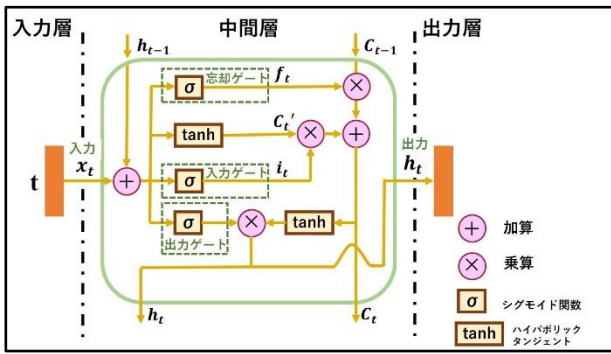 入力層
中間層
出力層
h_{t-1}
C_{t-1}
σ
忘却ゲート
f_t
×
tanh
C_t'
×
+
入力
x_t
t
+
σ
入力ゲート
i_t
出力
h_t
σ
出力ゲート
×
tanh
h_t
C_t
+
加算
×
乗算
σ
シグモイド関数
tanh
ハイパボリック
タンジェント